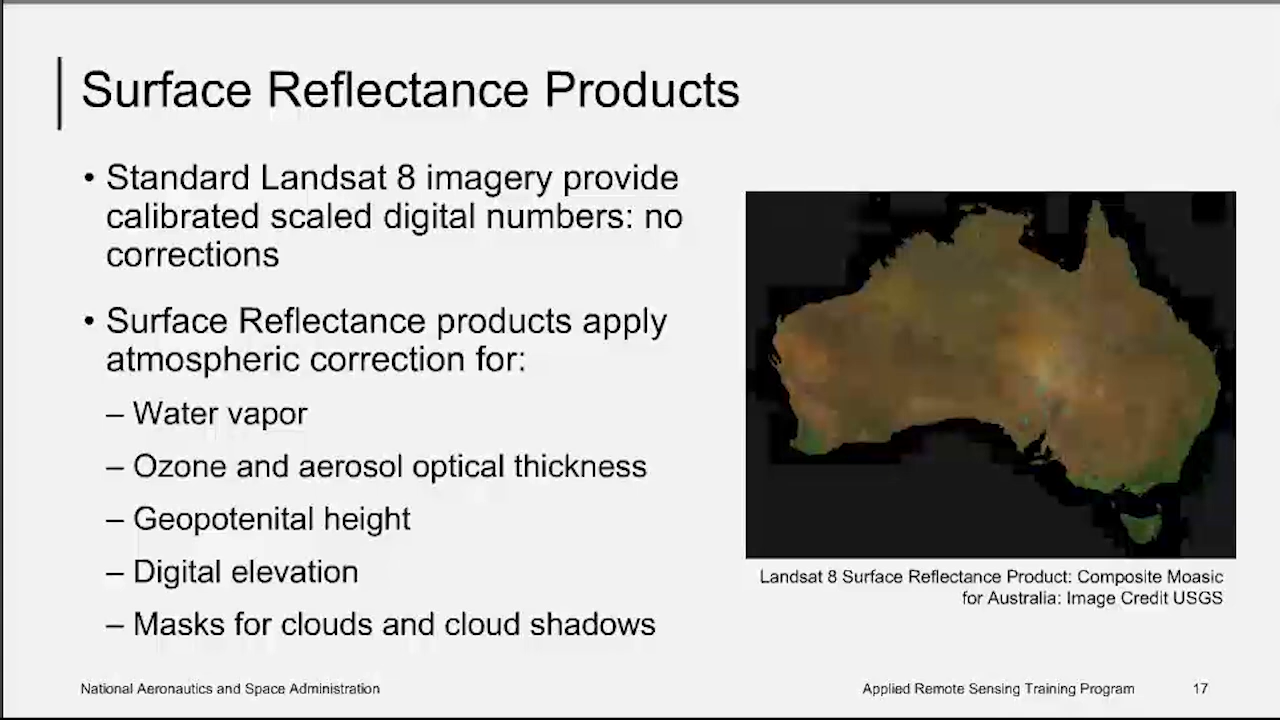 Surface Reflectance Products
• Standard Landsat 8 imagery provide
calibrated scaled digital numbers: no
corrections
• Surface Reflectance products apply
atmospheric correction for:
– Water vapor
– Ozone and aerosol optical thickness
– Geopotenital height
– Digital elevation
– Masks for clouds and cloud shadows
Landsat 8 Surface Reflectance Product: Composite Moasic
for Australia: Image Credit USGS
National Aeronautics and Space Administration
Applied Remote Sensing Training Program
17